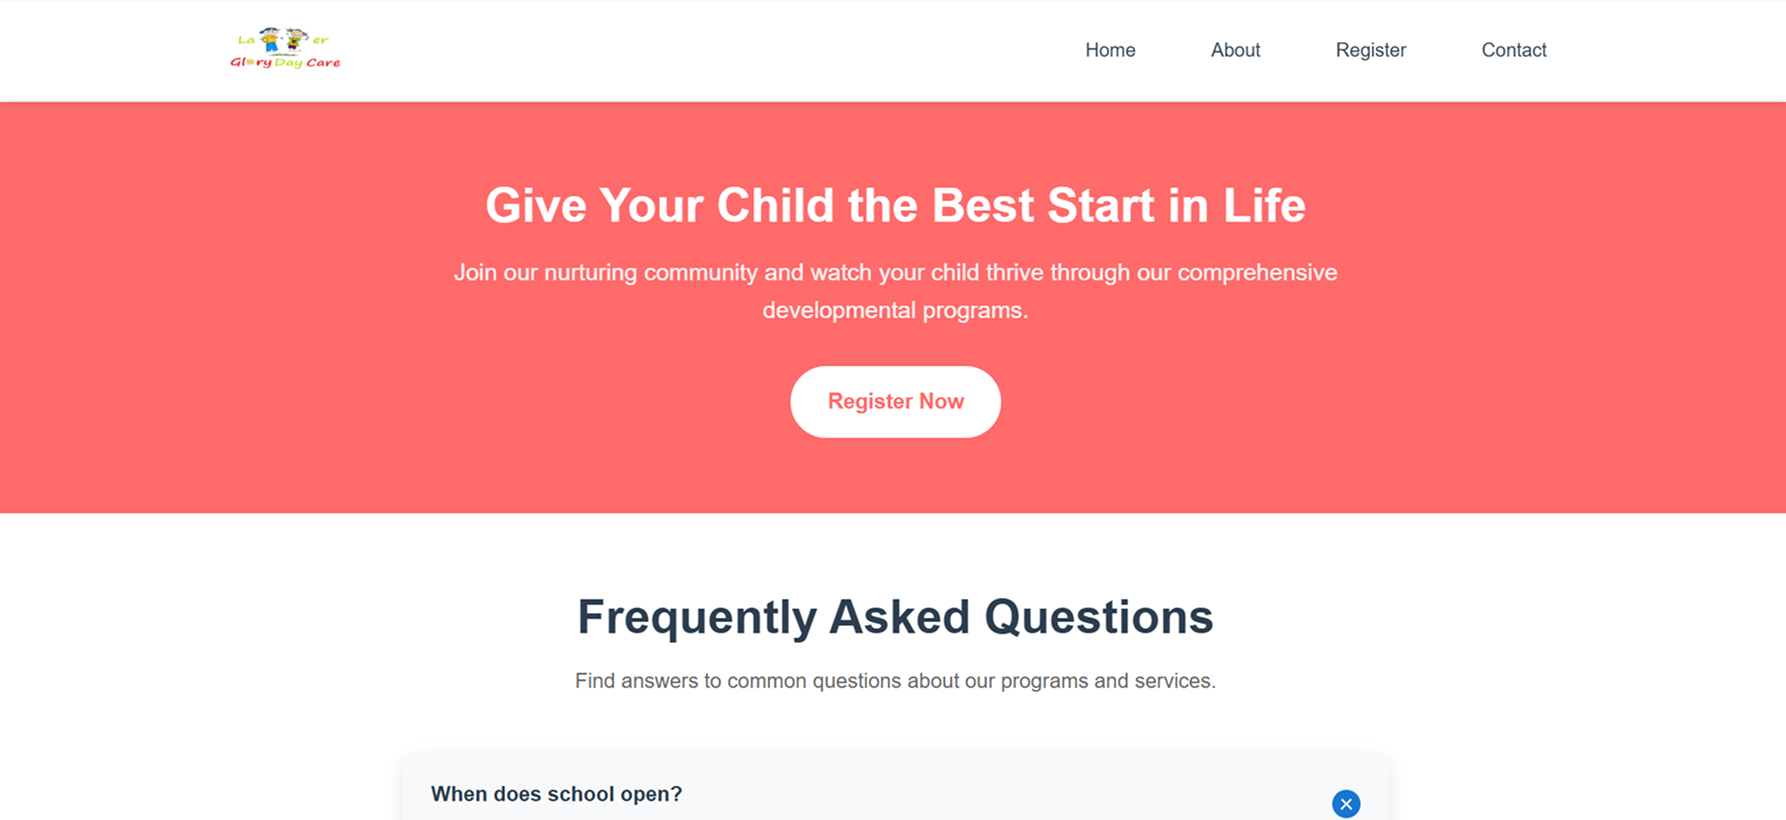 La er
Glory Day Care
Home About Register Contact
Give Your Child the Best Start in Life
Join our nurturing community and watch your child thrive through our comprehensive
developmental programs.
Register Now
Frequently Asked Questions
Find answers to common questions about our programs and services.
When does school open?